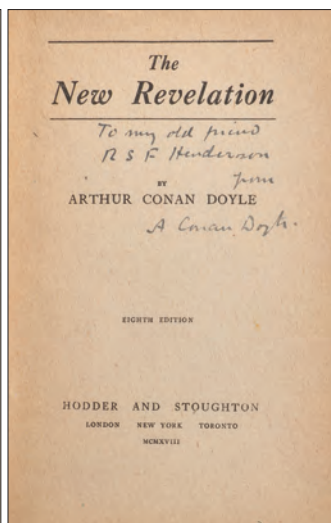 The
New Revelation
To my old friend
R S F Henderson
from
BY
ARTHUR CONAN DOYLE
A Conan Doyle.
EIGHTH EDITION
HODDER AND STOUGHTON
LONDON NEW YORK TORONTO
MCMXVIII